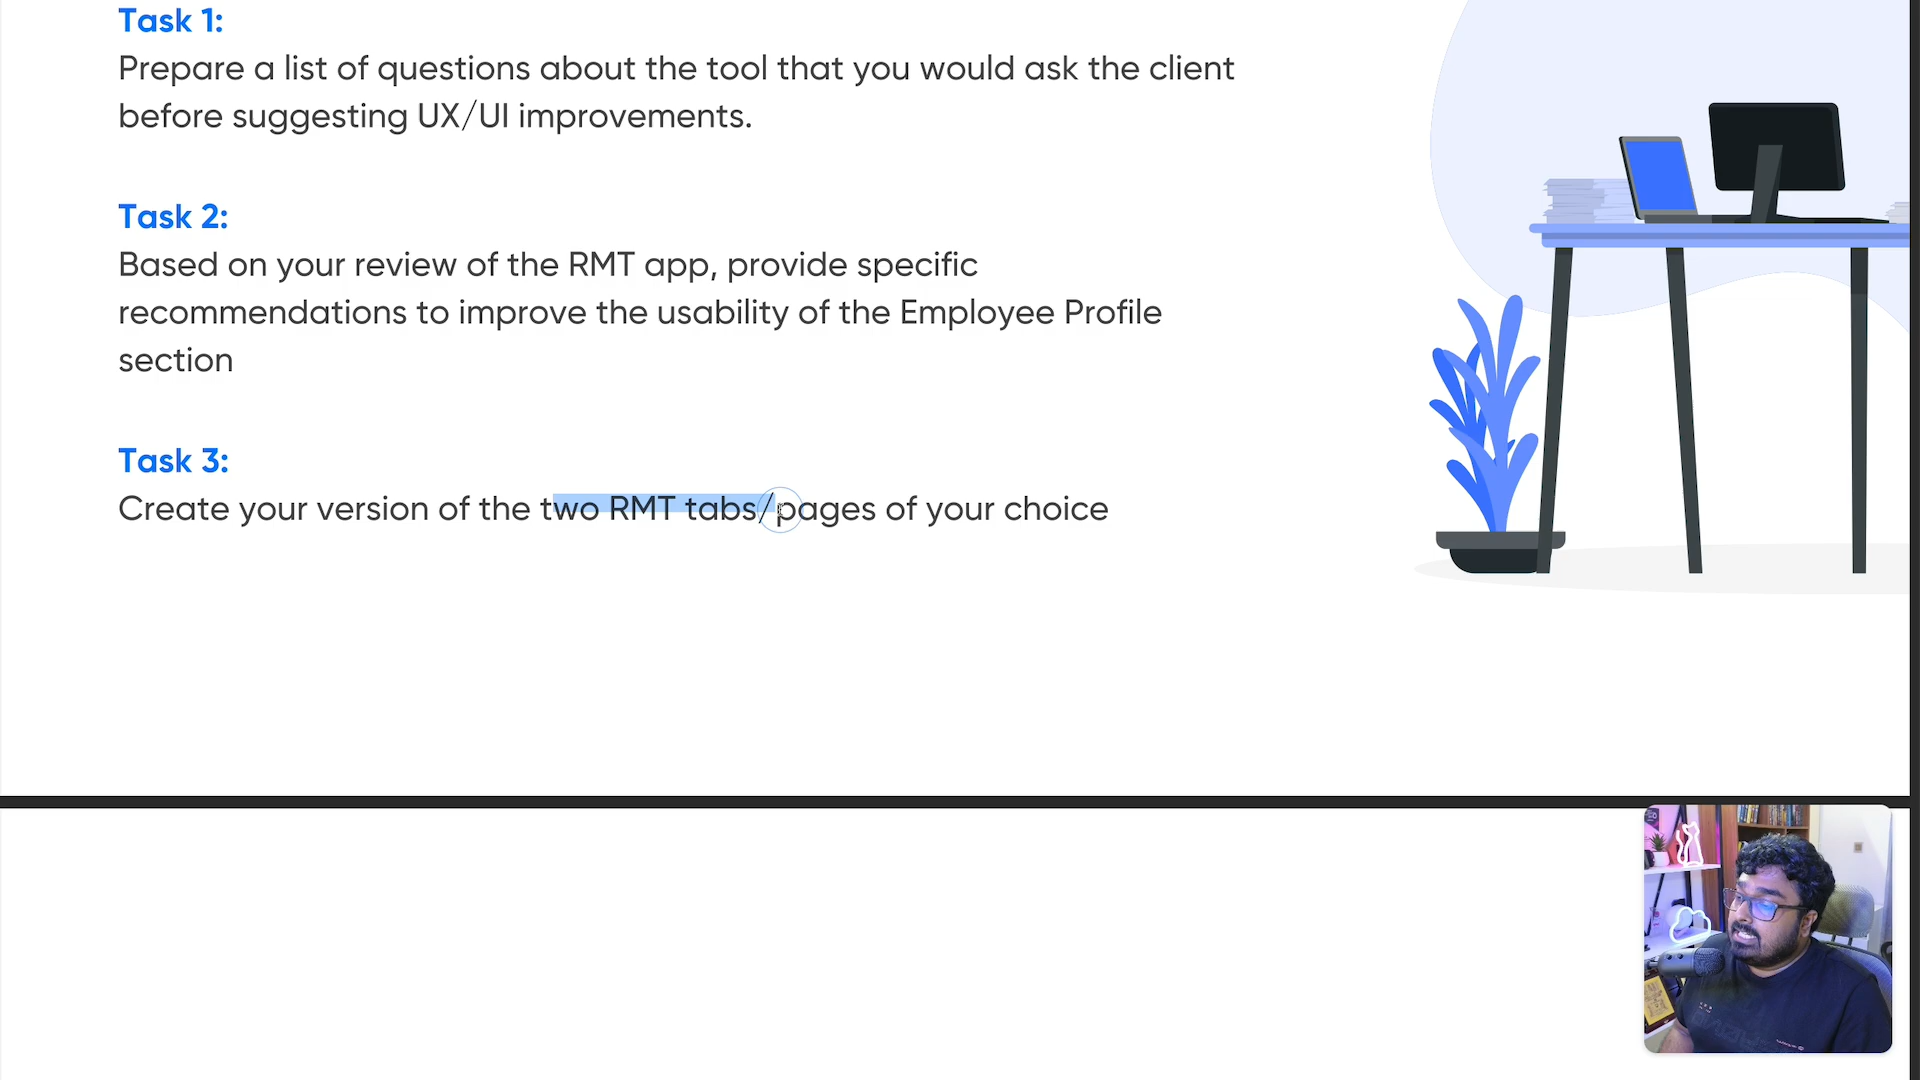 Task 1:
Prepare a list of questions about the tool that you would ask the client
before suggesting UX/UI improvements.
Task 2:
Based on your review of the RMT app, provide specific
recommendations to improve the usability of the Employee Profile
section
Task 3:
Create your version of the two RMT tabs/pages of your choice